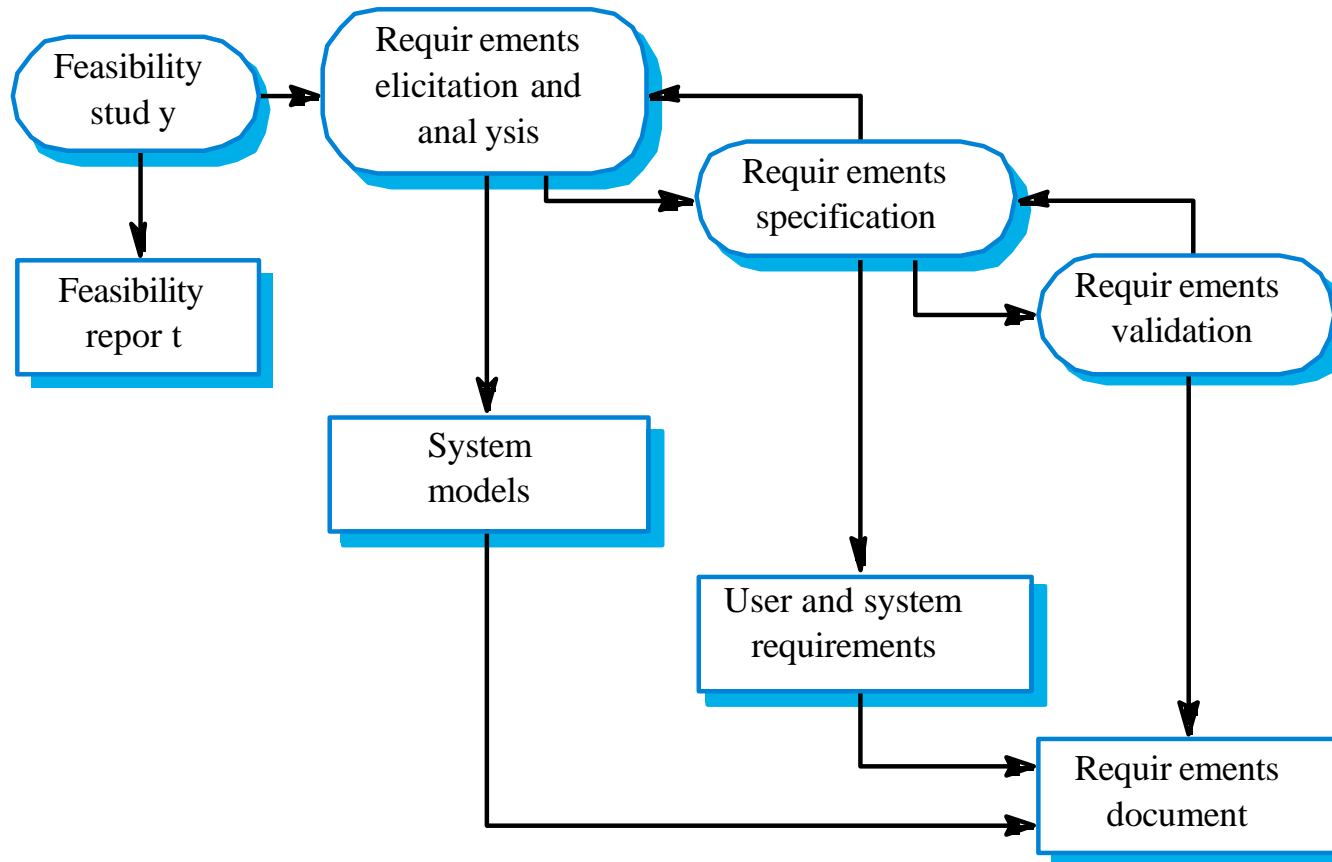 Feasibility
stud y
Requir ements
elicitation and
anal ysis
Requir ements
specification
Requir ements
validation
Feasibility
repor t
System
models
User and system
requirements
Requir ements
document